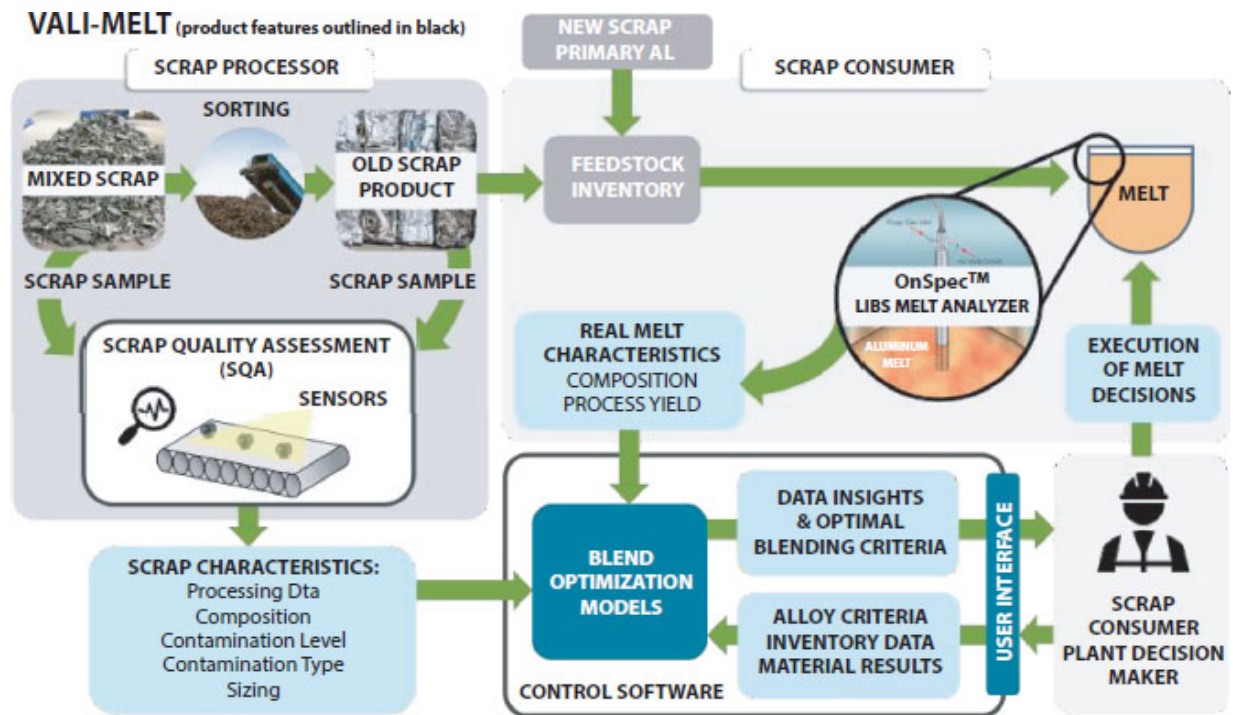 VALI-MELT (product features outlined in black)
NEW SCRAP
PRIMARY AL
SCRAP PROCESSOR
SCRAP CONSUMER
SORTING
MIXED SCRAP
OLD SCRAP
PRODUCT
FEEDSTOCK
INVENTORY
MELT
SCRAP SAMPLE
SCRAP SAMPLE
OnSpec™
LIBS MELT ANALYZER
ALUMINUM
MELT
REAL MELT
CHARACTERISTICS
COMPOSITION
PROCESS YIELD
EXECUTION
OF MELT
DECISIONS
SCRAP QUALITY ASSESSMENT
(SQA)
SENSORS
SCRAP CHARACTERISTICS:
Processing Dta
Composition
Contamination Level
Contamination Type
Sizing
BLEND
OPTIMIZATION
MODELS
DATA INSIGHTS
& OPTIMAL
BLENDING CRITERIA
ALLOY CRITERIA
INVENTORY DATA
MATERIAL RESULTS
CONTROL SOFTWARE
USER INTERFACE
SCRAP
CONSUMER
PLANT DECISION
MAKER